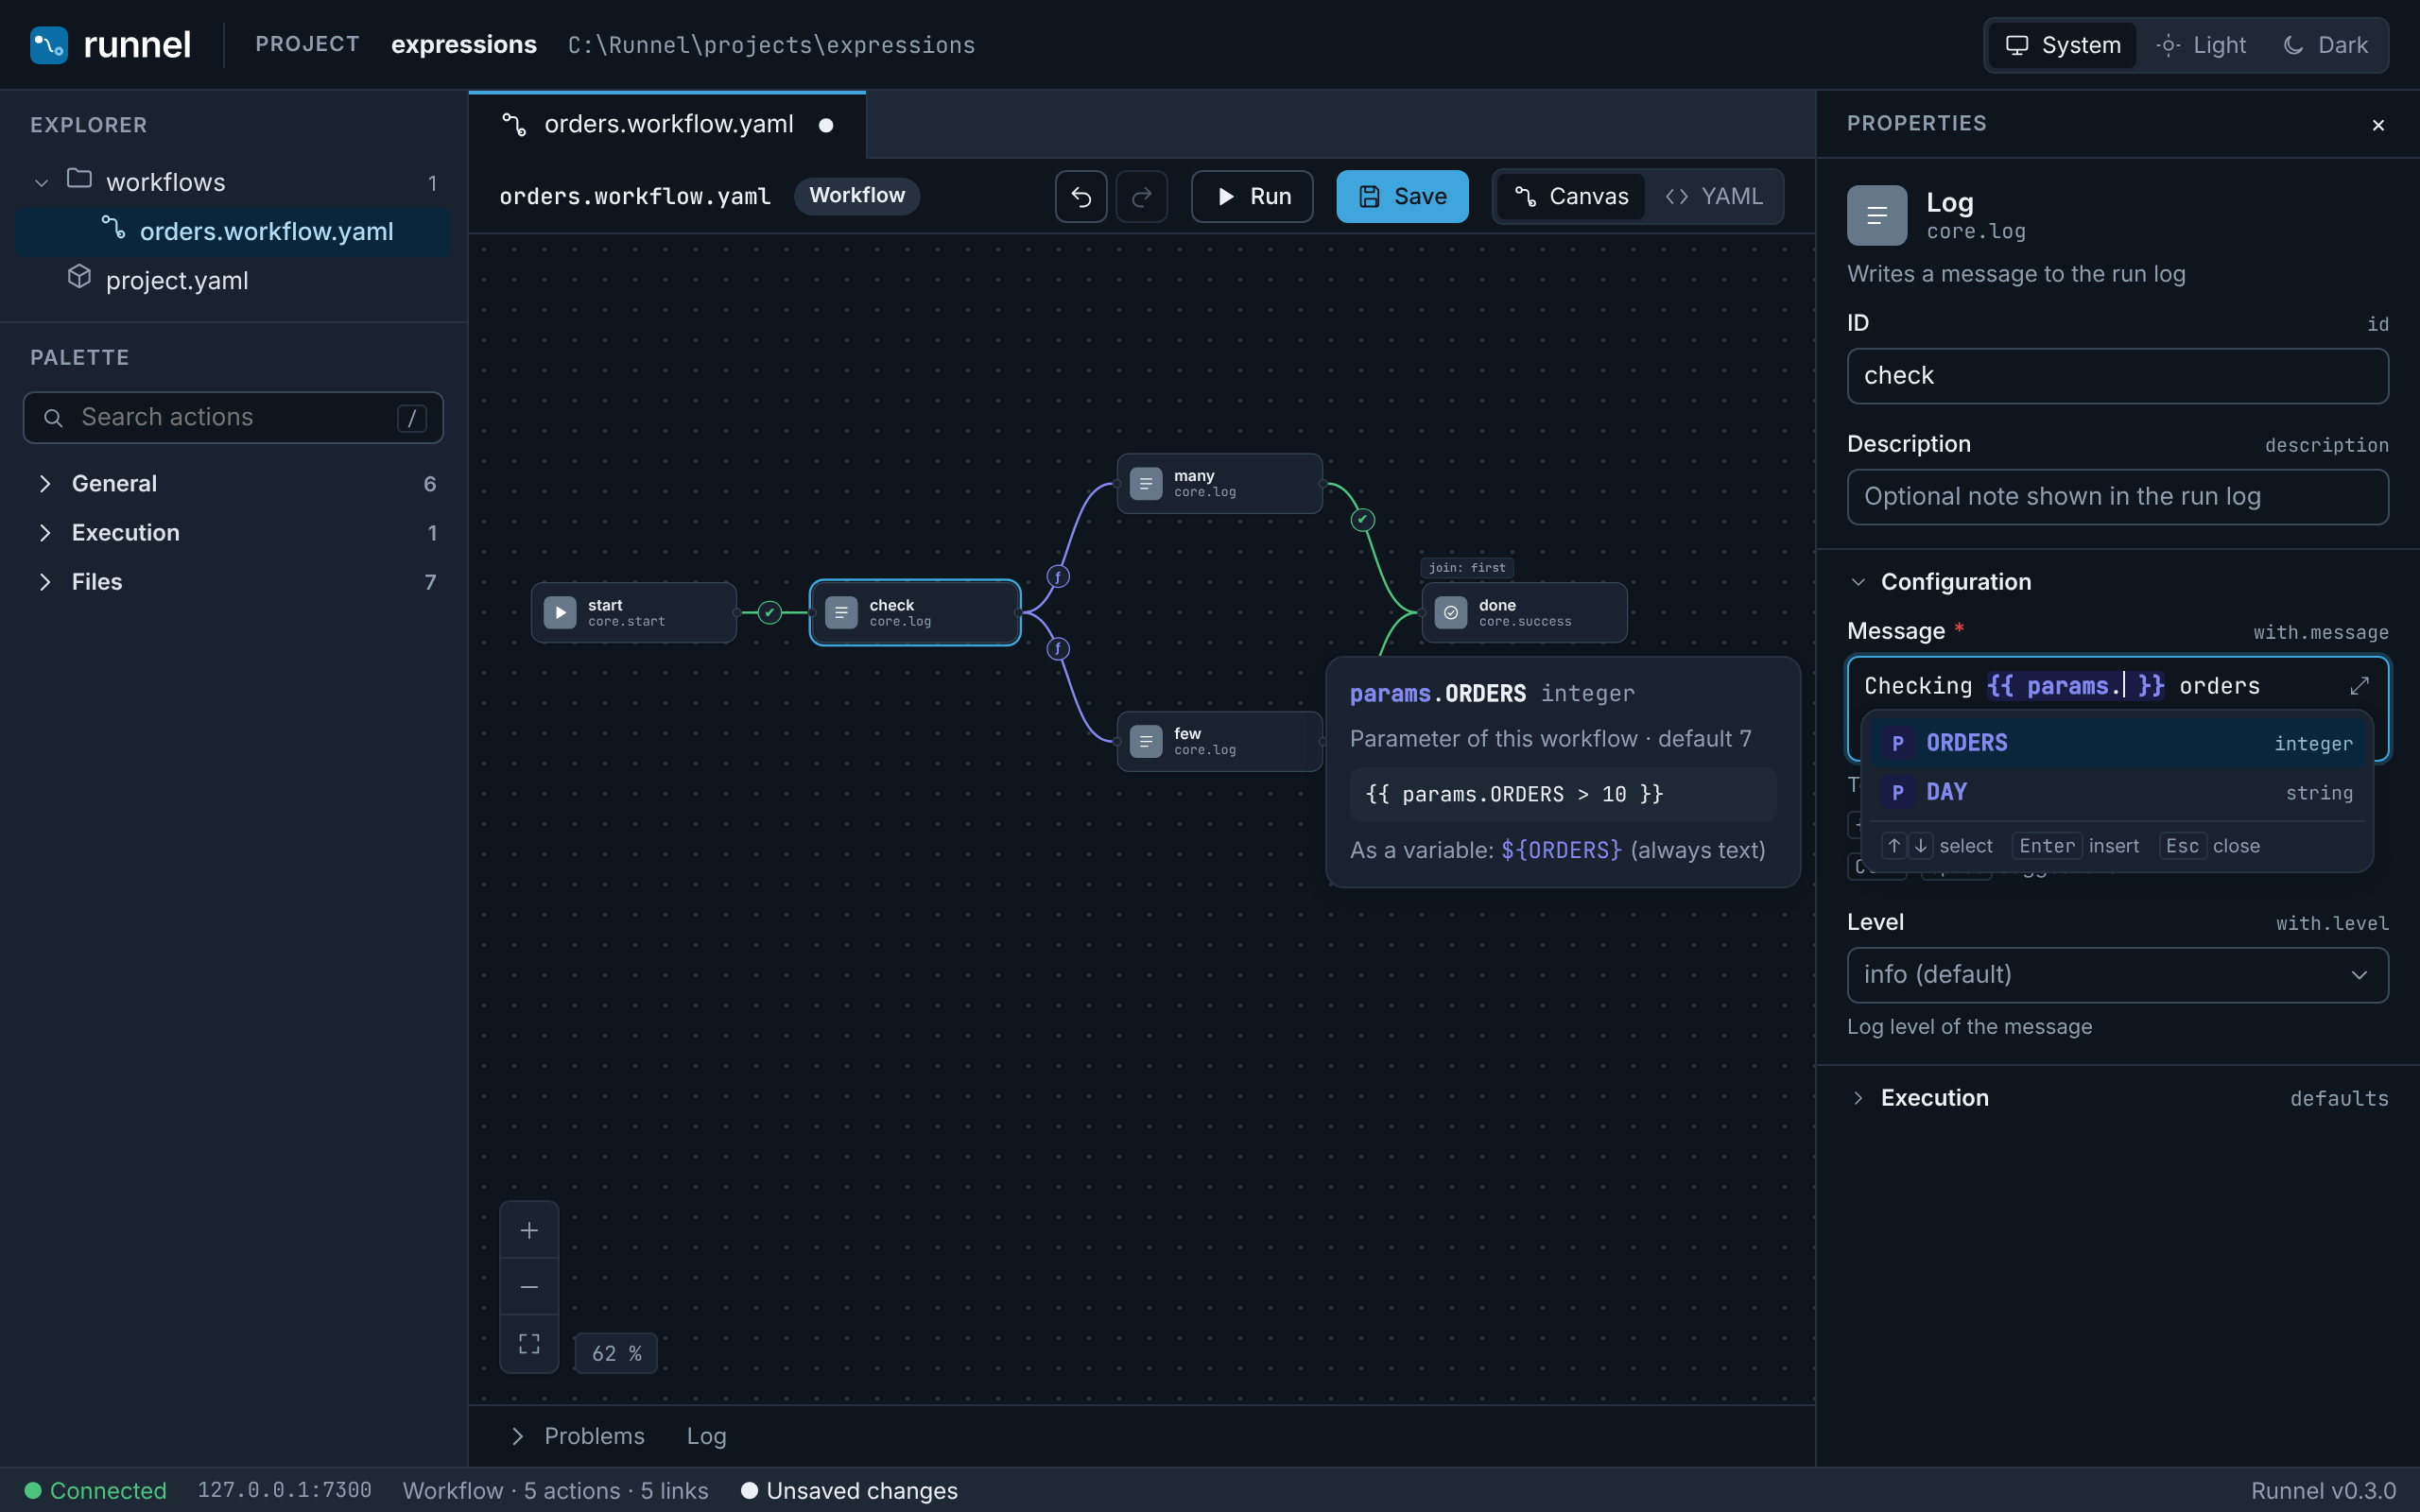 runnel PROJECT expressions C:\Runnel\projects\expressions System Light Dark
EXPLORER
workflows 1
orders.workflow.yaml
project.yaml
PALETTE
Search actions /
General 6
Execution 1
Files 7
orders.workflow.yaml
orders.workflow.yaml Workflow Run Save Canvas YAML
many
core.log
join: first
start
core.start
check
core.log
done
core.success
few
core.log
params.ORDERS integer
Parameter of this workflow · default 7
{{ params.ORDERS > 10 }}
As a variable: ${ORDERS} (always text)
62 %
Problems Log
PROPERTIES
Log
core.log
Writes a message to the run log
ID id
check
Description description
Optional note shown in the run log
Configuration
Message * with.message
Checking {{ params. }} orders
P ORDERS integer
P DAY string
↑ ↓ select Enter insert Esc close
Level with.level
info (default)
Log level of the message
Execution defaults
Connected 127.0.0.1:7300 Workflow · 5 actions · 5 links Unsaved changes Runnel v0.3.0